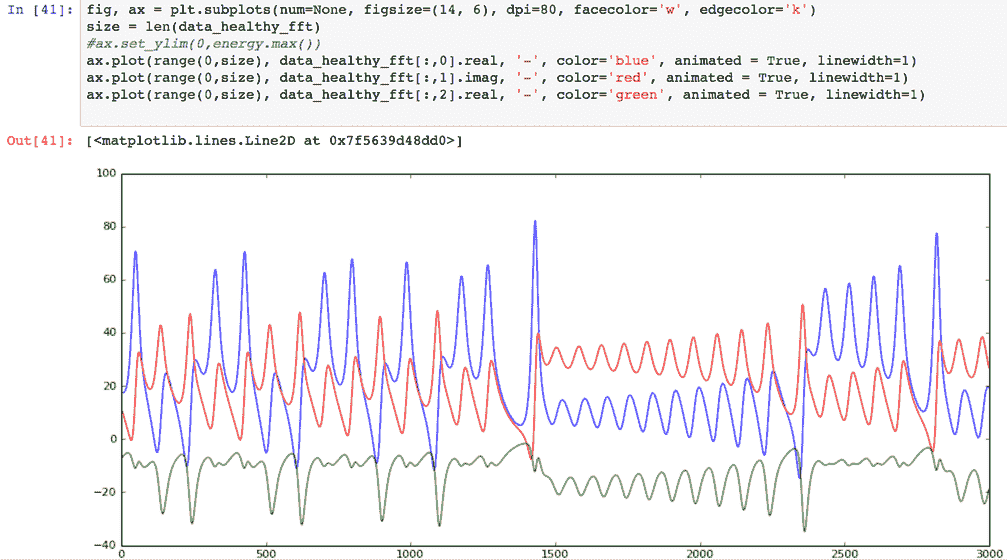 In [41]: fig, ax = plt.subplots(num=None, figsize=(14, 6), dpi=80, facecolor='w', edgecolor='k')
size = len(data_healthy_fft)
#ax.set_ylim(0,energy.max())
ax.plot(range(0,size), data_healthy_fft[:,0].real, '-', color='blue', animated = True, linewidth=1)
ax.plot(range(0,size), data_healthy_fft[:,1].imag, '-', color='red', animated = True, linewidth=1)
ax.plot(range(0,size), data_healthy_fft[:,2].real, '-', color='green', animated = True, linewidth=1)
Out[41]: [<matplotlib.lines.Line2D at 0x7f5639d48dd0>]
100
80
60
40
20
0
−20
−40
0 500 1000 1500 2000 2500 3000